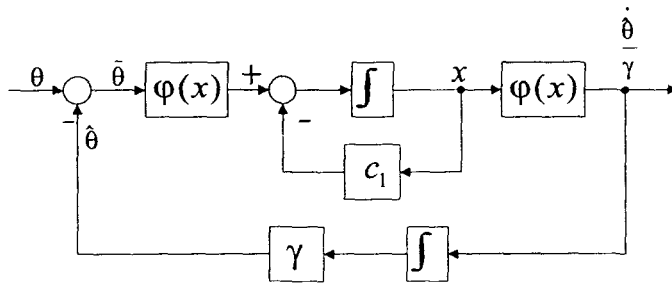 θ̂̇
γ
θ
θ̃
φ(x)
+
∫
x
φ(x)
-
θ̂
-
c₁
γ
∫